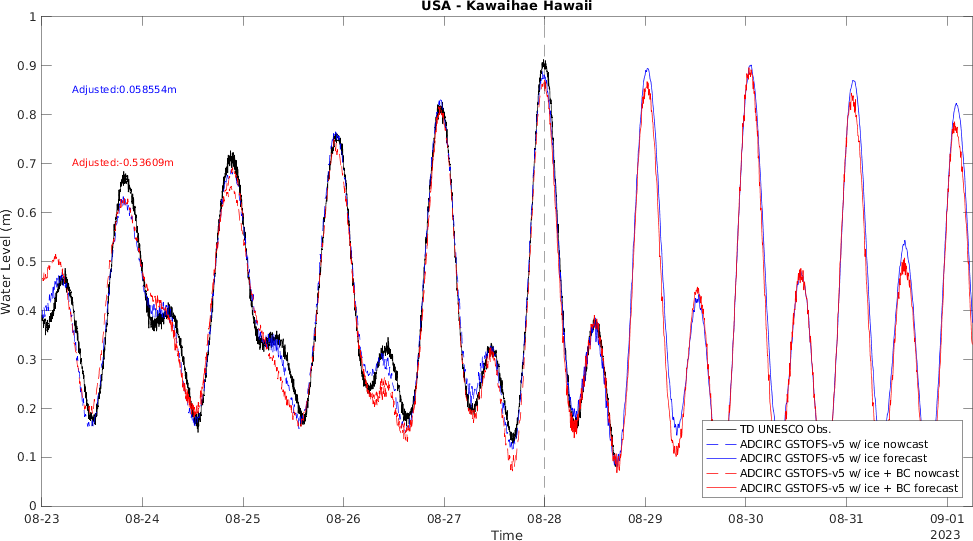 USA - Kawaihae Hawaii
1
0.9
0.8
0.7
0.6
0.5
0.4
0.3
0.2
0.1
0
Water Level (m)
Adjusted:0.058554m
Adjusted:-0.53609m
TD UNESCO Obs.
ADCIRC GSTOFS-v5 w/ ice nowcast
ADCIRC GSTOFS-v5 w/ ice forecast
ADCIRC GSTOFS-v5 w/ ice + BC nowcast
ADCIRC GSTOFS-v5 w/ ice + BC forecast
08-23 08-24 08-25 08-26 08-27 08-28 08-29 08-30 08-31 09-01
2023
Time